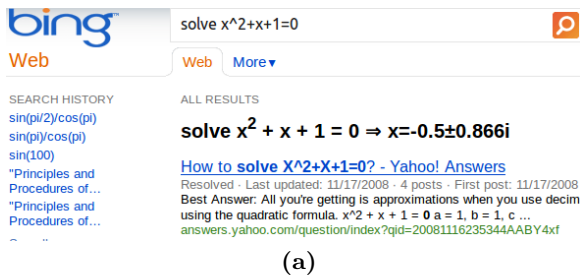 bing
solve x^2+x+1=0
Web
Web More▾
SEARCH HISTORY
sin(pi/2)/cos(pi)
sin(pi)/cos(pi)
sin(100)
"Principles and
Procedures of…
"Principles and
Procedures of…
ALL RESULTS
solve x² + x + 1 = 0 ⇒ x=-0.5±0.866i
How to solve X^2+X+1=0? - Yahoo! Answers
Resolved · Last updated: 11/17/2008 · 4 posts · First post: 11/17/2008
Best Answer: All you're getting is approximations when you use decim
using the quadratic formula. x^2 + x + 1 = 0 a = 1, b = 1, c ...
answers.yahoo.com/question/index?qid=20081116235344AABY4xf
(a)